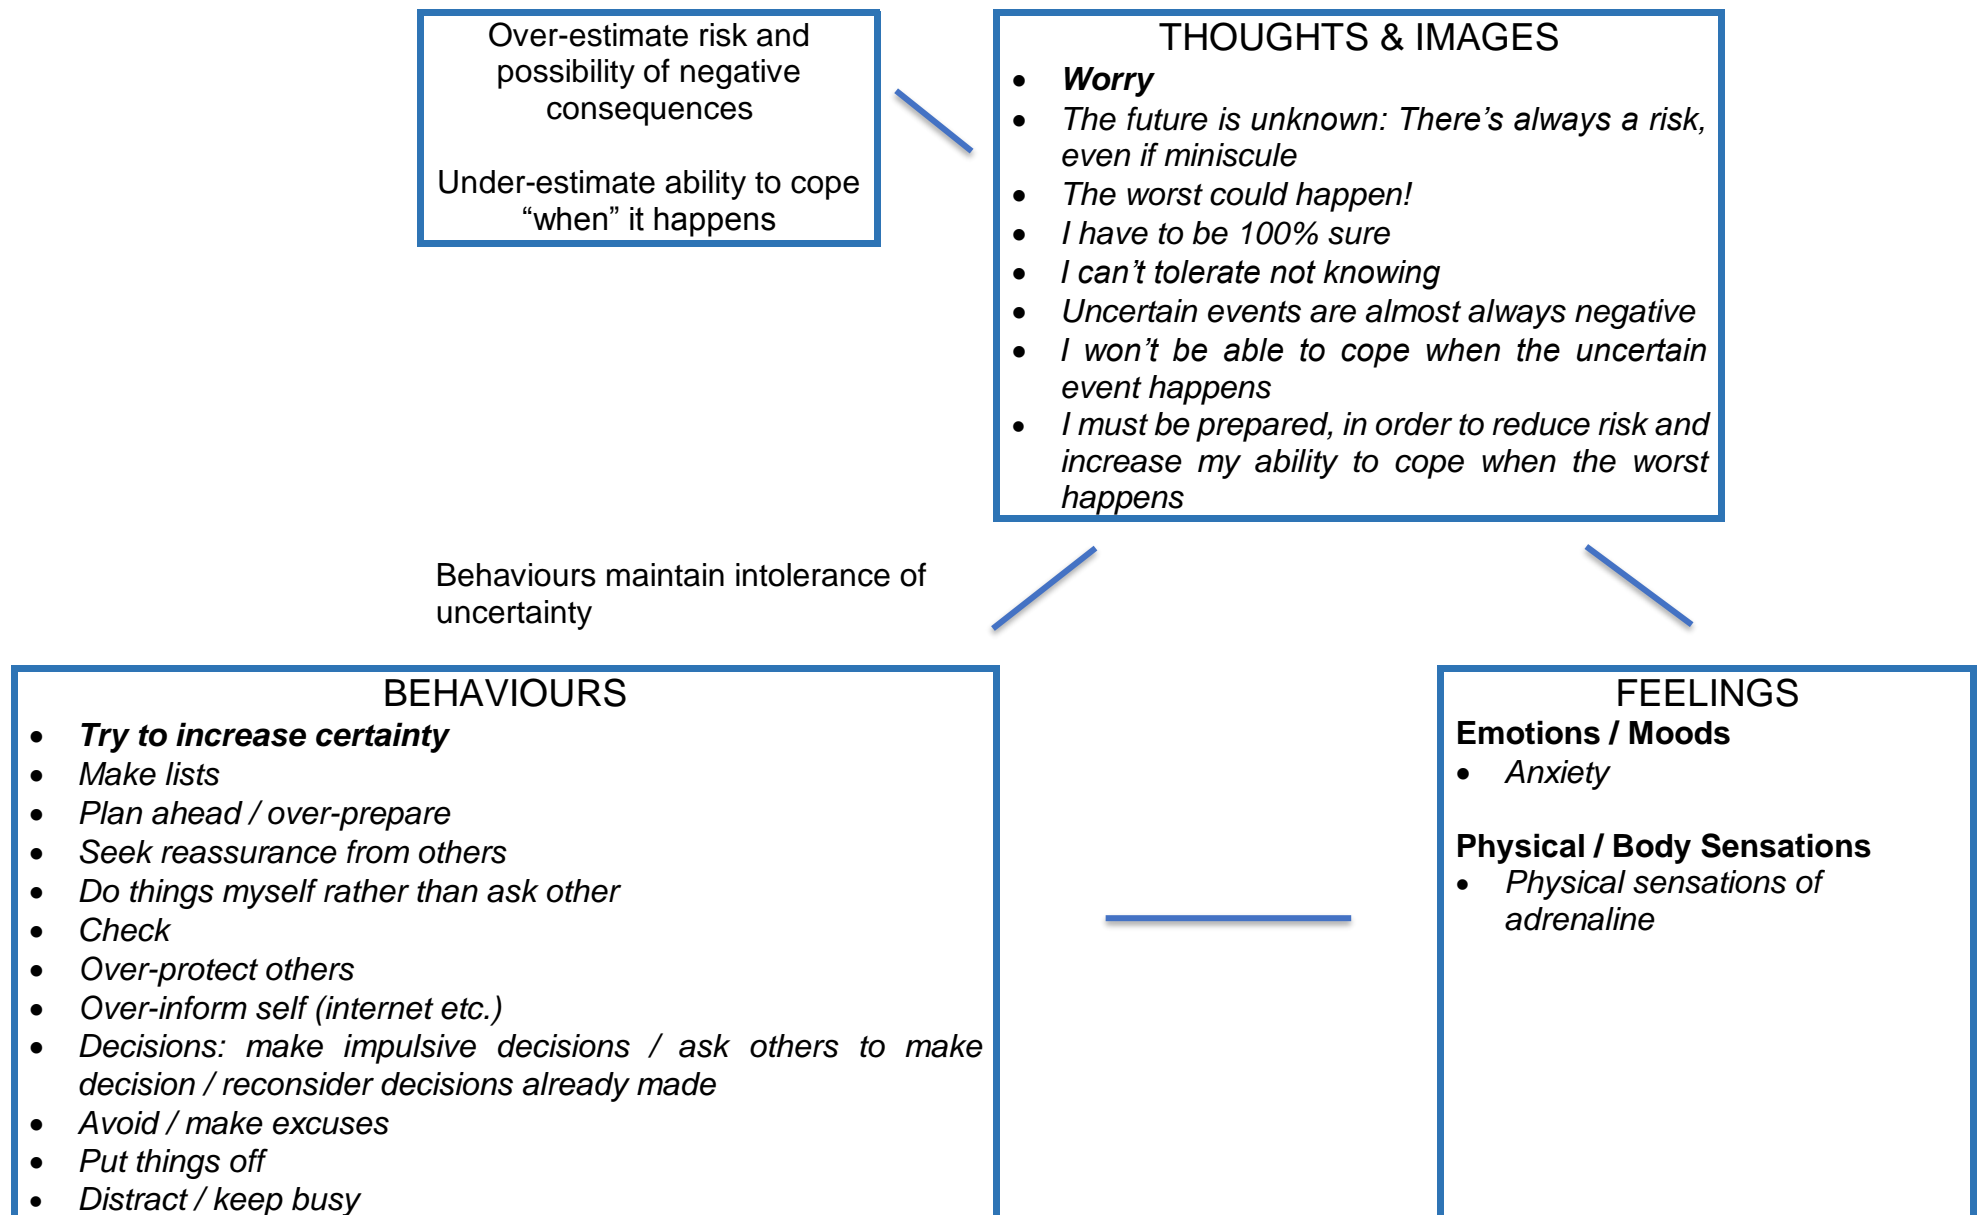 Over-estimate risk and
possibility of negative
consequences
Under-estimate ability to cope
“when” it happens
THOUGHTS & IMAGES
• Worry
• The future is unknown: There’s always a risk,
even if miniscule
• The worst could happen!
• I have to be 100% sure
• I can’t tolerate not knowing
• Uncertain events are almost always negative
• I won’t be able to cope when the uncertain
event happens
• I must be prepared, in order to reduce risk and
increase my ability to cope when the worst
happens
Behaviours maintain intolerance of
uncertainty
BEHAVIOURS
• Try to increase certainty
• Make lists
• Plan ahead / over-prepare
• Seek reassurance from others
• Do things myself rather than ask other
• Check
• Over-protect others
• Over-inform self (internet etc.)
• Decisions: make impulsive decisions / ask others to make
decision / reconsider decisions already made
• Avoid / make excuses
• Put things off
• Distract / keep busy
FEELINGS
Emotions / Moods
• Anxiety
Physical / Body Sensations
• Physical sensations of
adrenaline